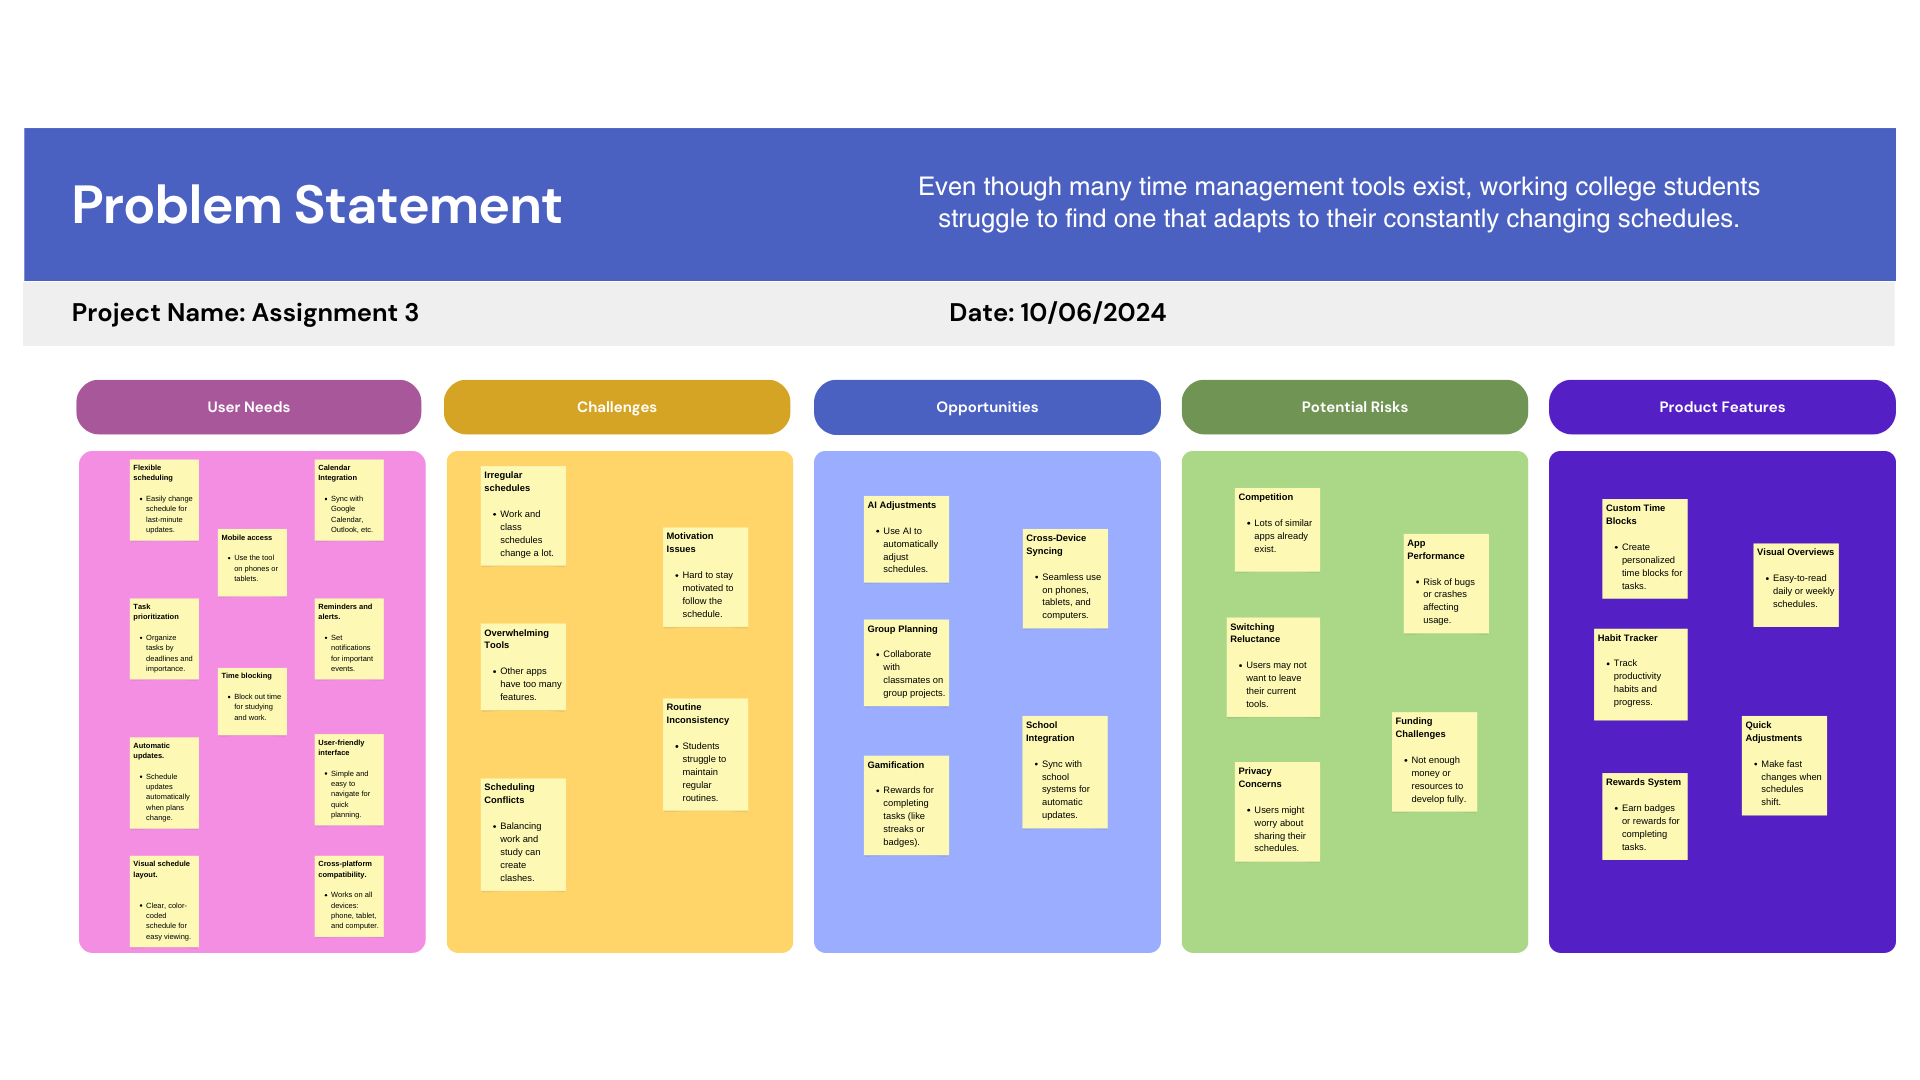 Problem Statement
Even though many time management tools exist, working college students
struggle to find one that adapts to their constantly changing schedules.
Project Name: Assignment 3
Date: 10/06/2024
User Needs
Challenges
Opportunities
Potential Risks
Product Features
Flexible
scheduling
• Easily change
schedule for
last-minute
updates.
Calendar
Integration
• Sync with
Google
Calendar,
Outlook, etc.
Mobile access
• Use the tool
on phones or
tablets.
Task
prioritization
• Organize
tasks by
deadlines and
importance.
Reminders and
alerts.
• Set
notifications
for important
events.
Time blocking
• Block out time
for studying
and work.
Automatic
updates.
• Schedule
updates
automatically
when plans
change.
User-friendly
interface
• Simple and
easy to
navigate for
quick
planning.
Visual schedule
layout.
• Clear, color-
coded
schedule for
easy viewing.
Cross-platform
compatibility.
• Works on all
devices:
phone, tablet,
and computer.
Irregular
schedules
• Work and
class
schedules
change a lot.
Motivation
Issues
• Hard to stay
motivated to
follow the
schedule.
Overwhelming
Tools
• Other apps
have too many
features.
Routine
Inconsistency
• Students
struggle to
maintain
regular
routines.
Scheduling
Conflicts
• Balancing
work and
study can
create
clashes.
AI Adjustments
• Use AI to
automatically
adjust
schedules.
Cross-Device
Syncing
• Seamless use
on phones,
tablets, and
computers.
Group Planning
• Collaborate
with
classmates on
group projects.
School
Integration
• Sync with
school
systems for
automatic
updates.
Gamification
• Rewards for
completing
tasks (like
streaks or
badges).
Competition
• Lots of similar
apps already
exist.
App
Performance
• Risk of bugs
or crashes
affecting
usage.
Switching
Reluctance
• Users may not
want to leave
their current
tools.
Funding
Challenges
• Not enough
money or
resources to
develop fully.
Privacy
Concerns
• Users might
worry about
sharing their
schedules.
Custom Time
Blocks
• Create
personalized
time blocks for
tasks.
Visual Overviews
• Easy-to-read
daily or weekly
schedules.
Habit Tracker
• Track
productivity
habits and
progress.
Quick
Adjustments
• Make fast
changes when
schedules
shift.
Rewards System
• Earn badges
or rewards for
completing
tasks.